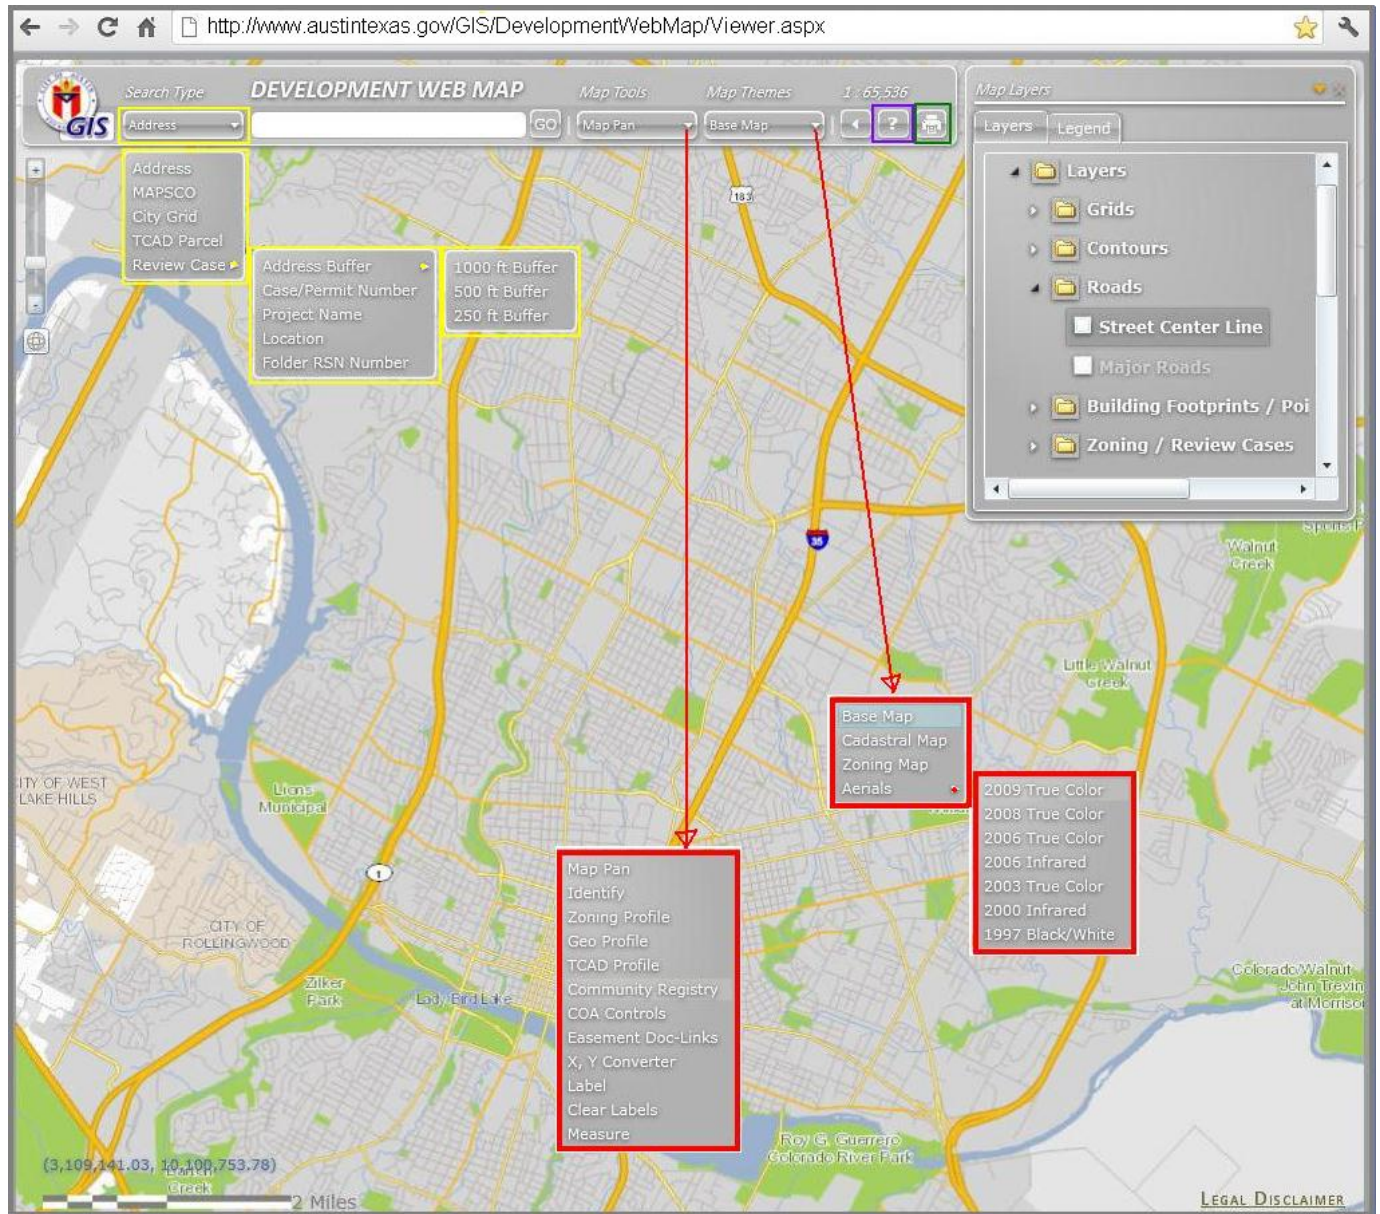 http://www.austintexas.gov/GIS/DevelopmentWebMap/Viewer.aspx
Search Type
DEVELOPMENT WEB MAP
Map Tools
Map Themes
1 : 65,536
GIS
Address
GO
Map Pan
Base Map
?
Map Layers
Layers
Legend
Layers
Grids
Contours
Roads
Street Center Line
Major Roads
Building Footprints / Poi
Zoning / Review Cases
+
-
Address
MAPSCO
City Grid
TCAD Parcel
Review Case
Address Buffer
Case/Permit Number
Project Name
Location
Folder RSN Number
1000 ft Buffer
500 ft Buffer
250 ft Buffer
183
35
Walnut
Creek
Little Walnut
Creek
Base Map
Cadastral Map
Zoning Map
Aerials
2009 True Color
2008 True Color
2006 True Color
2006 Infrared
2003 True Color
2000 Infrared
1997 Black/White
ITY OF WEST
LAKE HILLS
Lions
Municipal
1
Map Pan
Identify
Zoning Profile
Geo Profile
TCAD Profile
Community Registry
COA Controls
Easement Doc-Links
X, Y Converter
Label
Clear Labels
Measure
CITY OF
ROLLINGWOOD
Zilker
Park
Lady Bird Lake
Colorado/Walnut
John Trevin
at Morrison
Roy G. Guerrero
Colorado River Park
(3,109,141.03, 10,100,753.78)
Creek
2 Miles
LEGAL DISCLAIMER